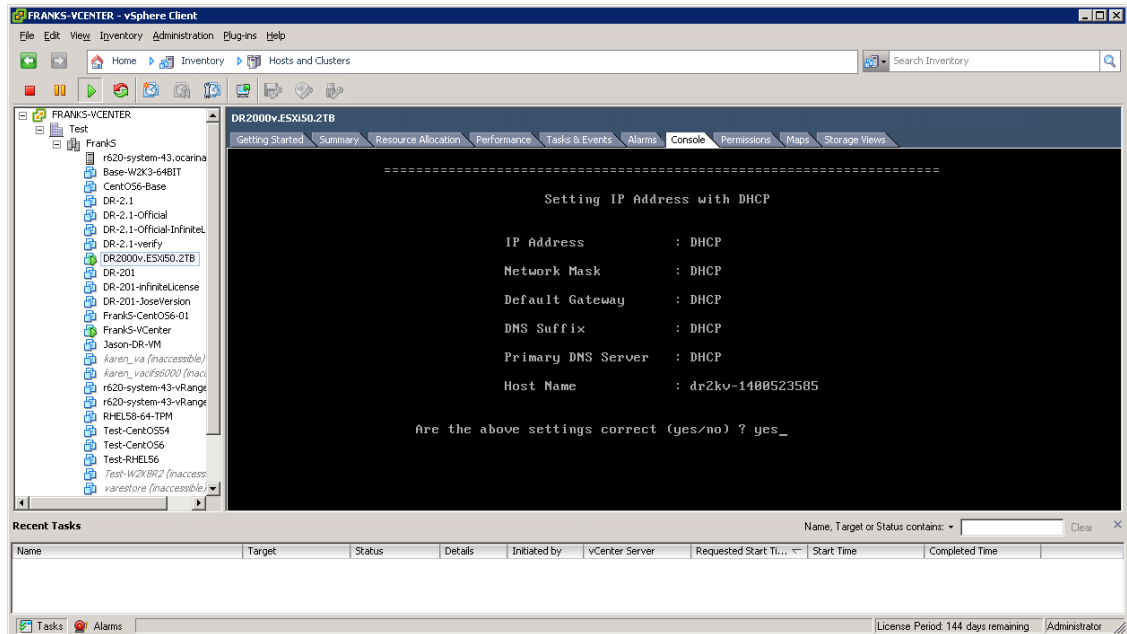 FRANKS-VCENTER - vSphere Client
File Edit View Inventory Administration Plug-ins Help
Home Inventory Hosts and Clusters
Search Inventory
FRANKS-VCENTER
Test
FrankS
r620-system-43.ocarina
Base-W2K3-64BIT
CentOS6-Base
DR-2.1
DR-2.1-Official
DR-2.1-Official-InfiniteL
DR-2.1-verify
DR2000v.ESXi50.2TB
DR-201
DR-201-infiniteLicense
DR-201-JoseVersion
FrankS-CentOS6-01
FrankS-VCenter
Jason-DR-VM
karen_va (inaccessible)
karen_vacifs6000 (inacc
r620-system-43-vRange
r620-system-43-vRange
RHEL58-64-TPM
Test-CentOS54
Test-CentOS6
Test-RHEL56
Test-W2K8R2 (inaccess
varestore (inaccessible)
DR2000v.ESXi50.2TB
Getting Started Summary Resource Allocation Performance Tasks & Events Alarms Console Permissions Maps Storage Views
=======================================================================
Setting IP Address with DHCP
IP Address : DHCP
Network Mask : DHCP
Default Gateway : DHCP
DNS Suffix : DHCP
Primary DNS Server : DHCP
Host Name : dr2kv-1400523585
Are the above settings correct (yes/no) ? yes_
Recent Tasks
Name, Target or Status contains: Clear
Name Target Status Details Initiated by vCenter Server Requested Start Ti... Start Time Completed Time
Tasks Alarms
License Period: 144 days remaining Administrator